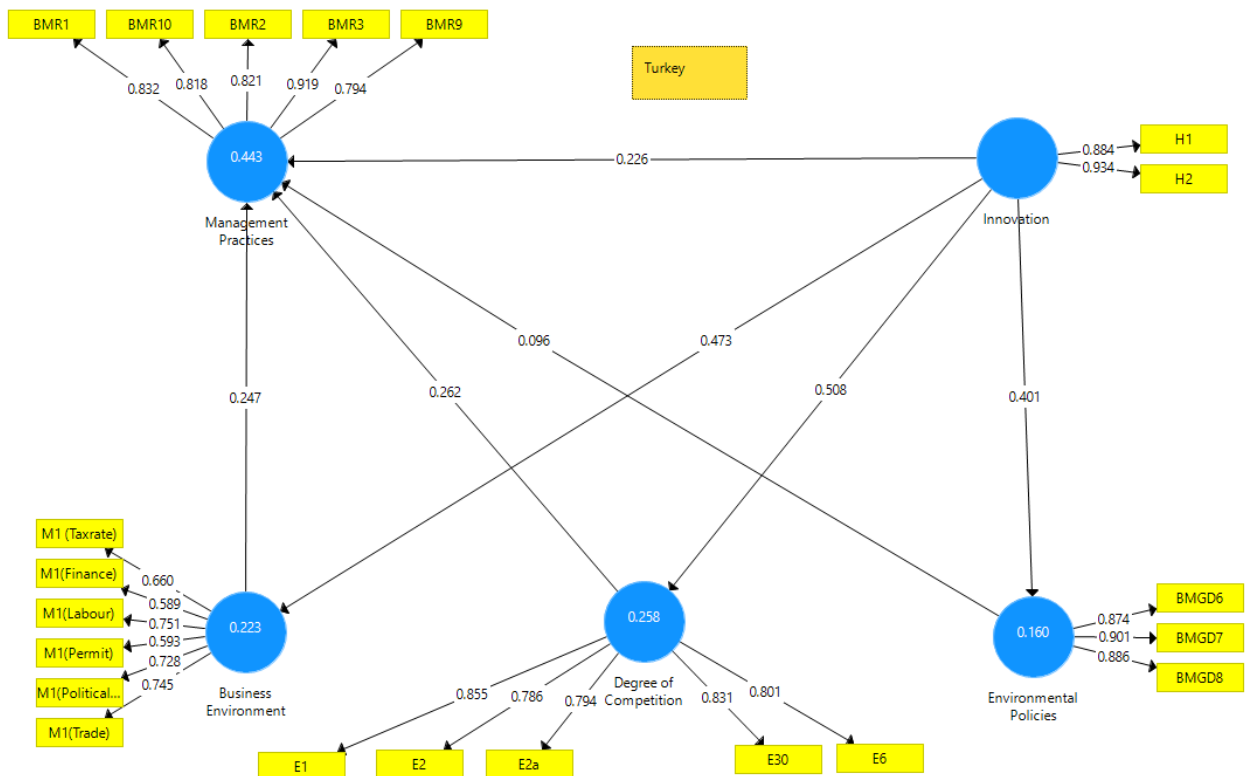 BMR1 BMR10 BMR2 BMR3 BMR9
Turkey
0.832 0.818 0.821 0.919 0.794
0.443
Management
Practices
0.226
Innovation
0.884 H1
0.934 H2
0.096
0.473
0.247
0.262
0.508
0.401
M1 (Taxrate)
M1(Finance)
M1(Labour)
M1(Permit)
M1(Political...
M1(Trade)
0.660
0.589
0.751
0.593
0.728
0.745
0.223
Business
Environment
0.258
Degree of
Competition
0.855 0.786 0.794 0.831 0.801
E1 E2 E2a E30 E6
0.160
Environmental
Policies
0.874 BMGD6
0.901 BMGD7
0.886 BMGD8